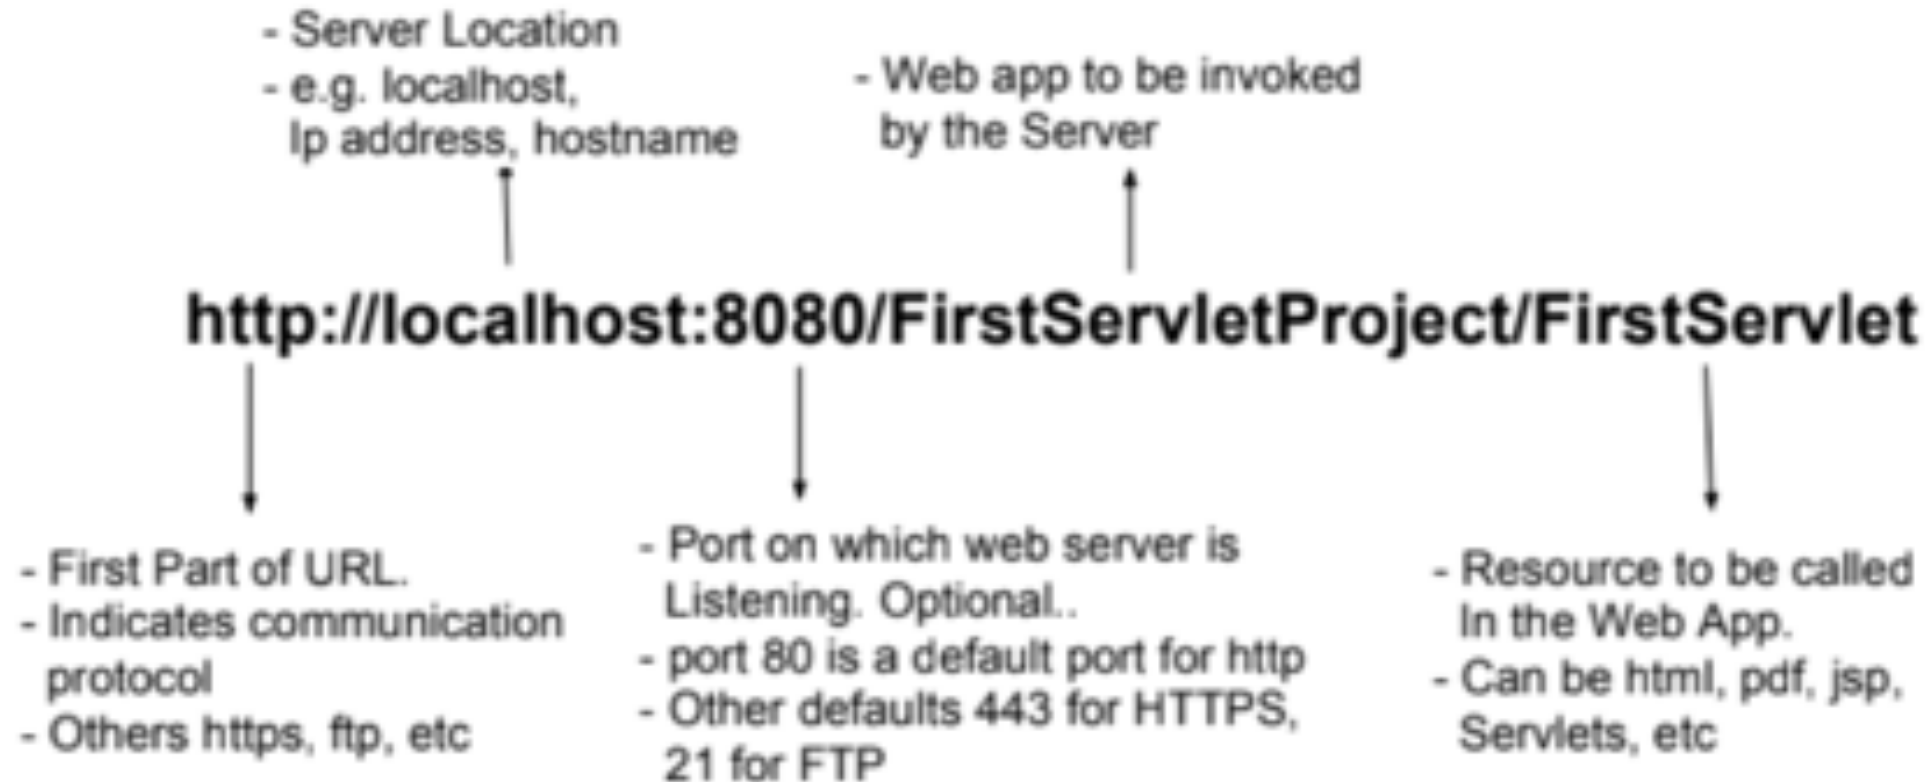 - Server Location
- e.g. localhost,
Ip address, hostname
- Web app to be invoked
by the Server
http://localhost:8080/FirstServletProject/FirstServlet
- First Part of URL.
- Indicates communication
protocol
- Others https, ftp, etc
- Port on which web server is
Listening. Optional..
- port 80 is a default port for http
- Other defaults 443 for HTTPS,
21 for FTP
- Resource to be called
In the Web App.
- Can be html, pdf, jsp,
Servlets, etc